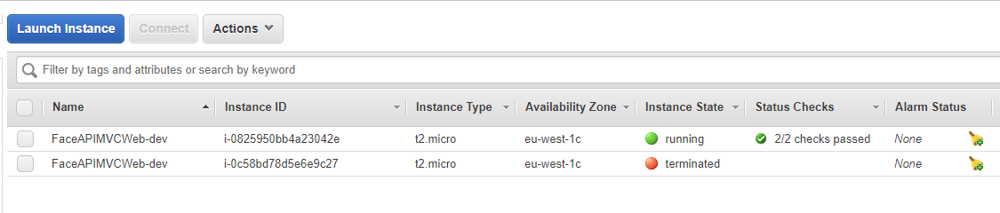 Launch Instance Connect Actions
Filter by tags and attributes or search by keyword
Name Instance ID Instance Type Availability Zone Instance State Status Checks Alarm Status
FaceAPIMVCWeb-dev i-0825950bb4a23042e t2.micro eu-west-1c running 2/2 checks passed None
FaceAPIMVCWeb-dev i-0c58bd78d5e6e9c27 t2.micro eu-west-1c terminated None